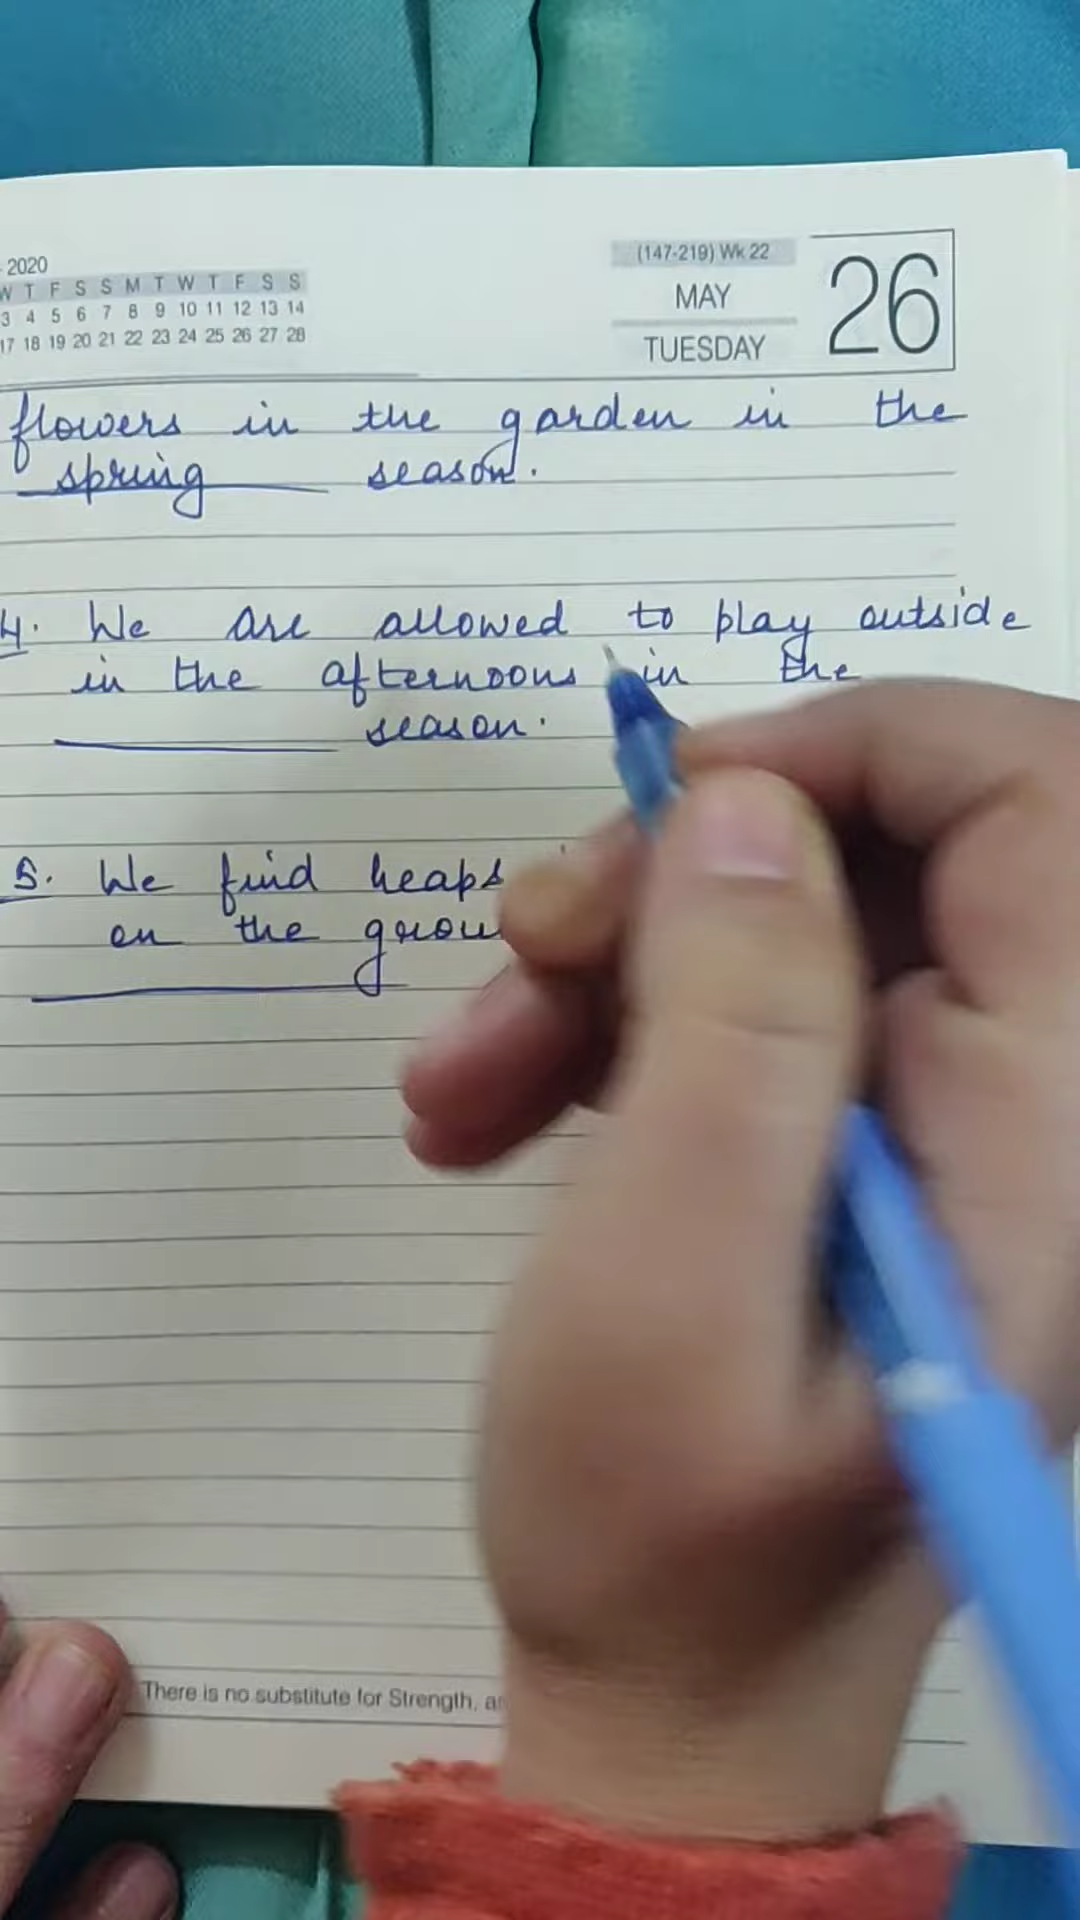 2020
W T F S S M T W T F S S
3 4 5 6 7 8 9 10 11 12 13 14
17 18 19 20 21 22 23 24 25 26 27 28
(147-219) Wk 22
MAY
TUESDAY
26
flowers in the garden in the
spring season.
4. We are allowed to play outside
in the afternoons in the
season.
5. We find heaps
on the
There is no substitute for Strength,